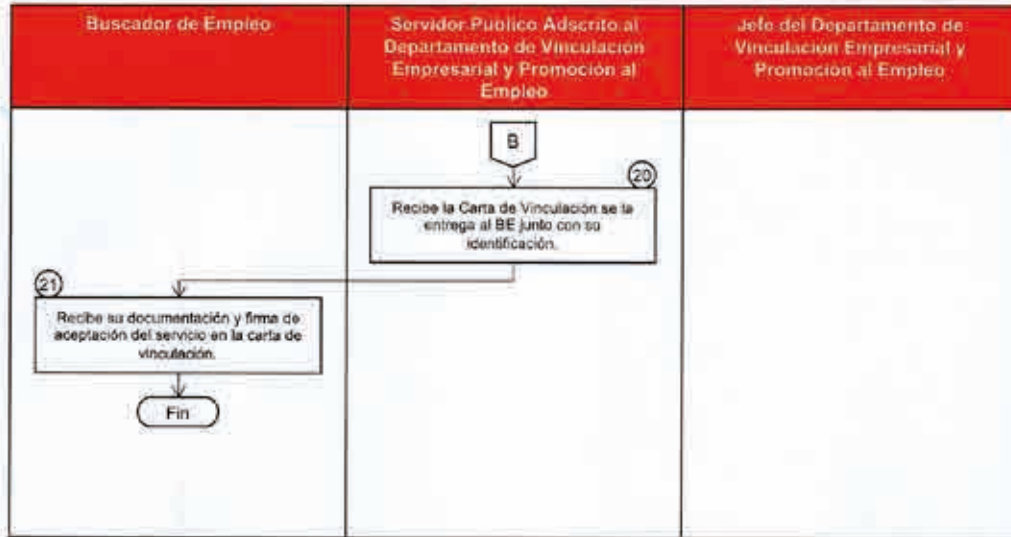 Buscador de Empleo
Servidor Público Adscrito al
Departamento de Vinculación
Empresarial y Promoción al
Empleo
Jefe del Departamento de
Vinculación Empresarial y
Promoción al Empleo
B
20
Recibe la Carta de Vinculación se la
entrega al BE junto con su
identificación.
21
Recibe su documentación y firma de
aceptación del servicio en la carta de
vinculación.
Fin